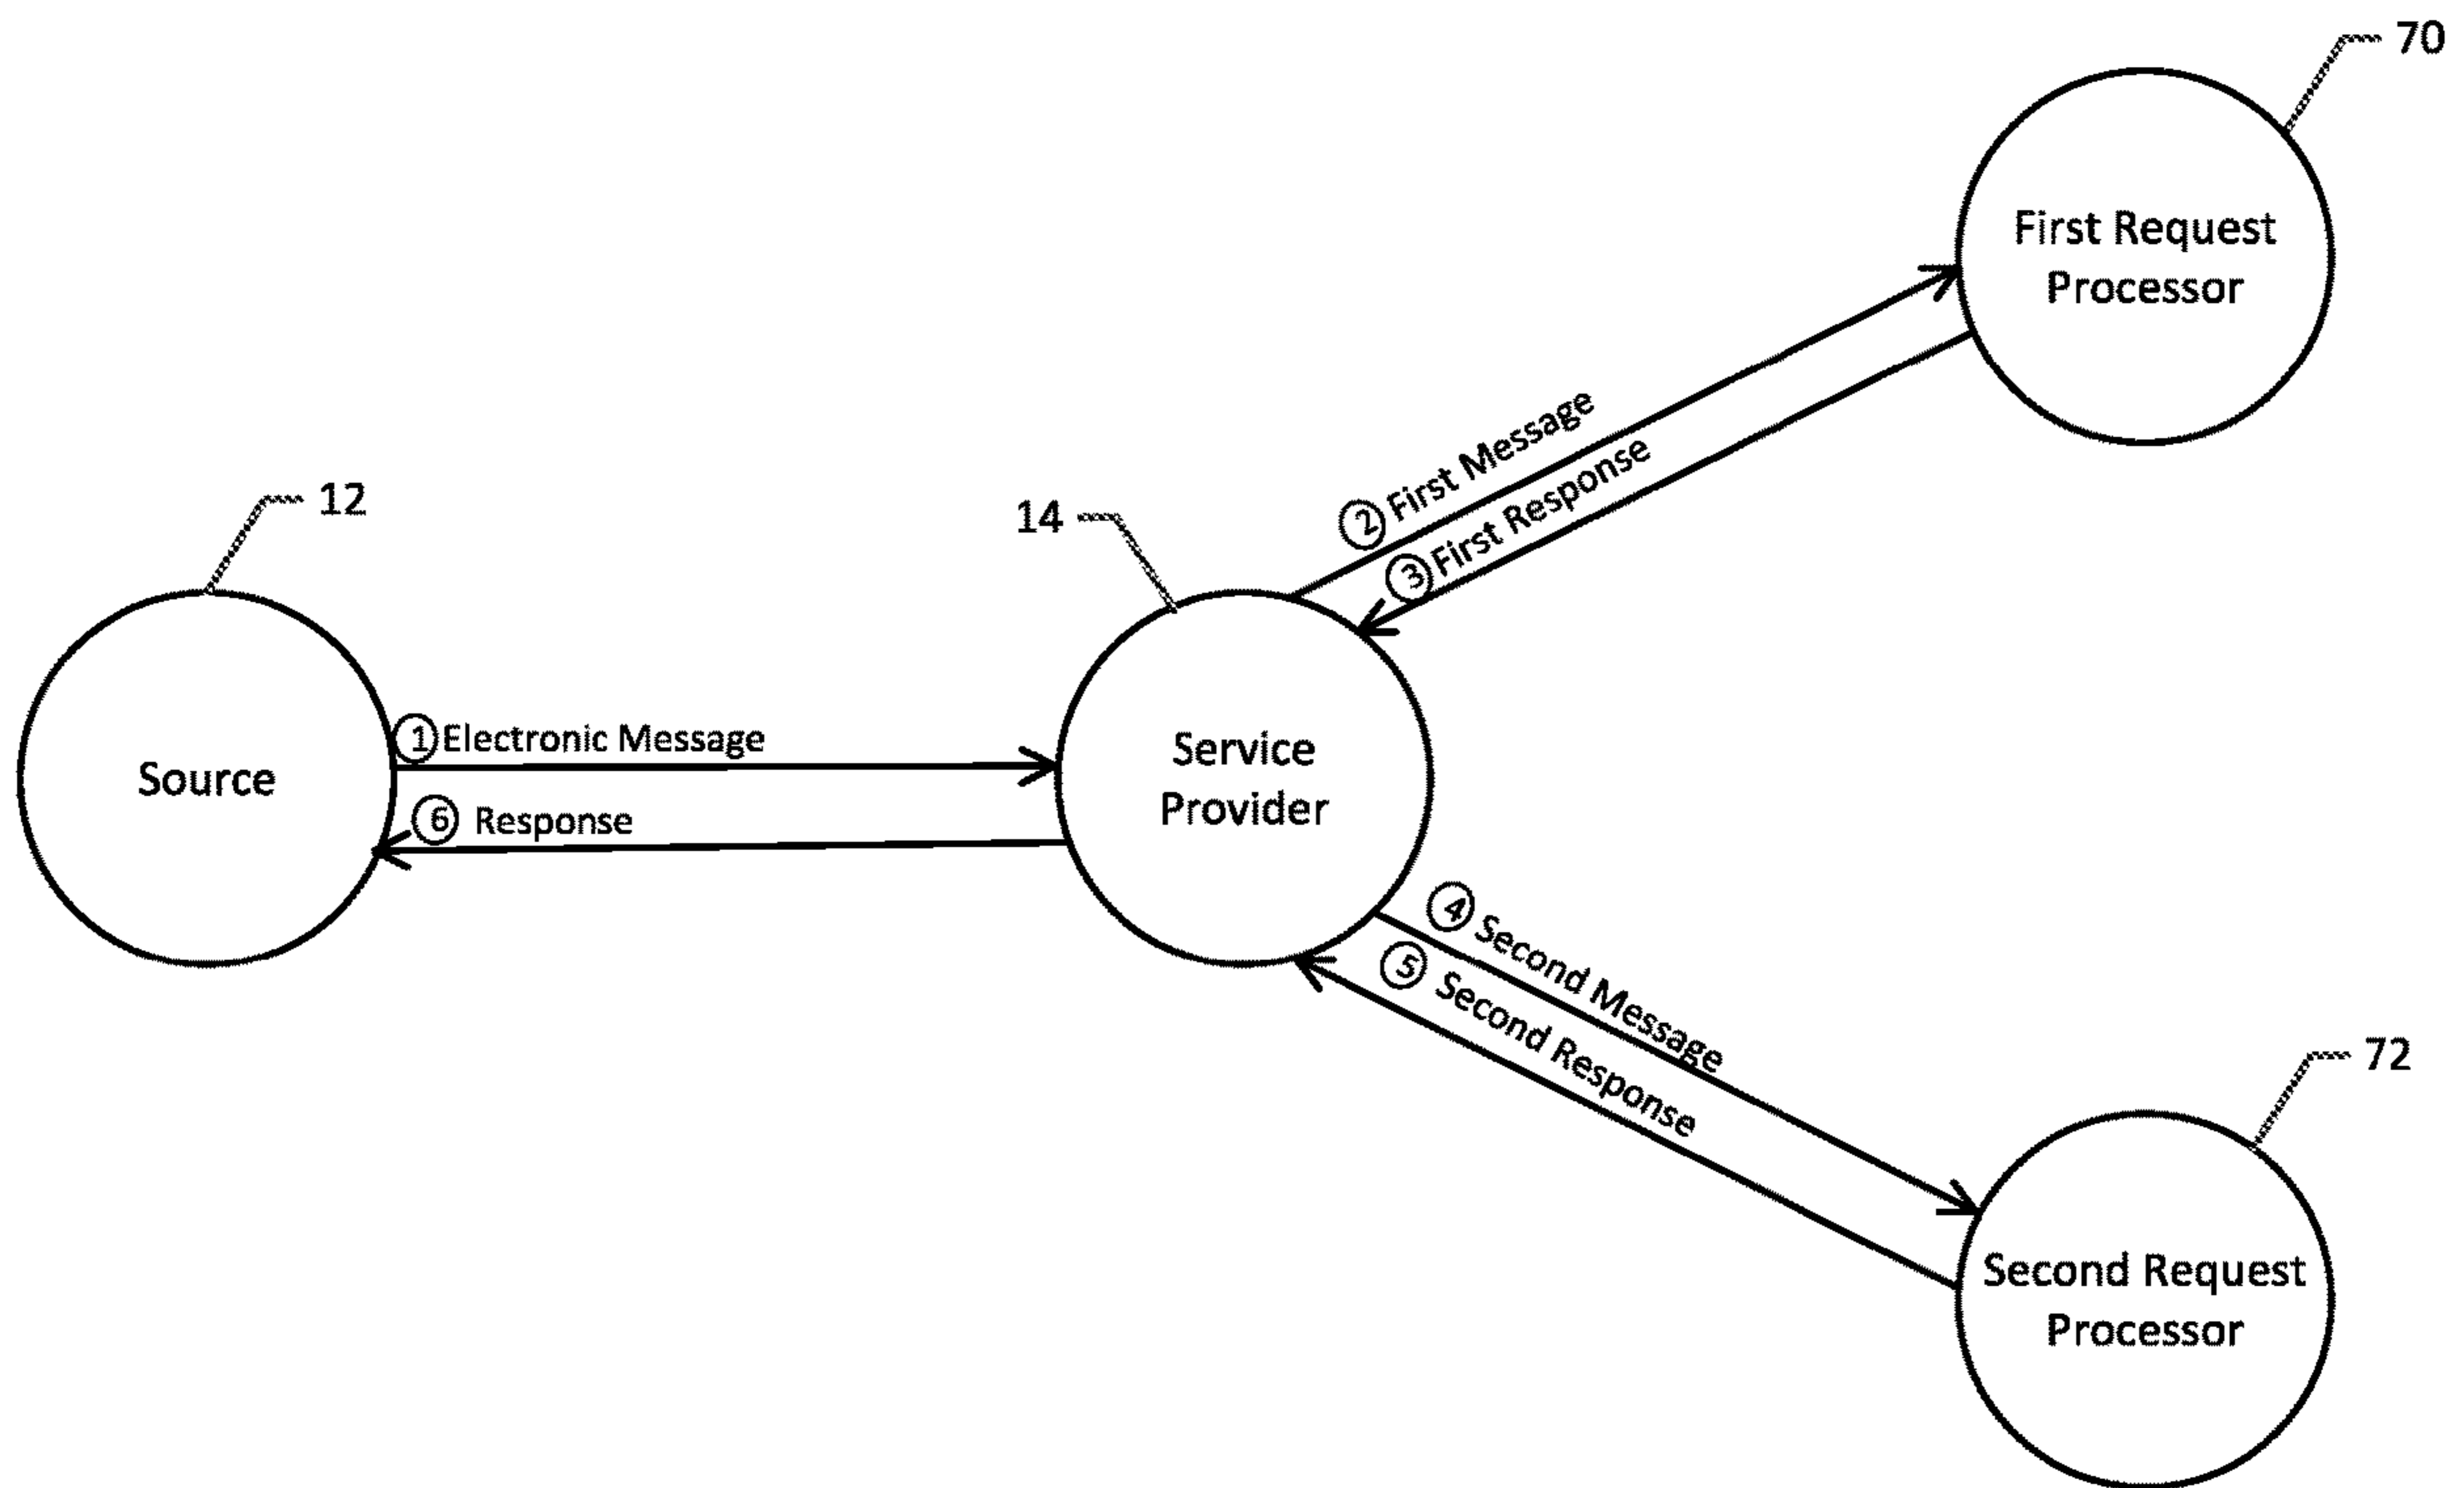 70
First Request
Processor
② First Message
③ First Response
12
14
① Electronic Message
Source
Service
Provider
⑥ Response
④ Second Message
⑤ Second Response
72
Second Request
Processor